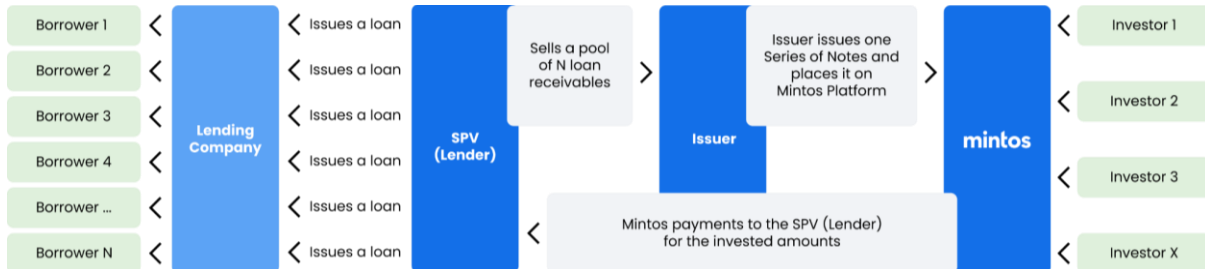 Borrower 1
Borrower 2
Borrower 3
Borrower 4
Borrower ...
Borrower N
Lending
Company
Issues a loan
Issues a loan
Issues a loan
Issues a loan
Issues a loan
Issues a loan
SPV
(Lender)
Sells a pool
of N loan
receivables
Issuer
Issuer issues one
Series of Notes and
places it on
Mintos Platform
Mintos payments to the SPV (Lender)
for the invested amounts
mintos
Investor 1
Investor 2
Investor 3
Investor X